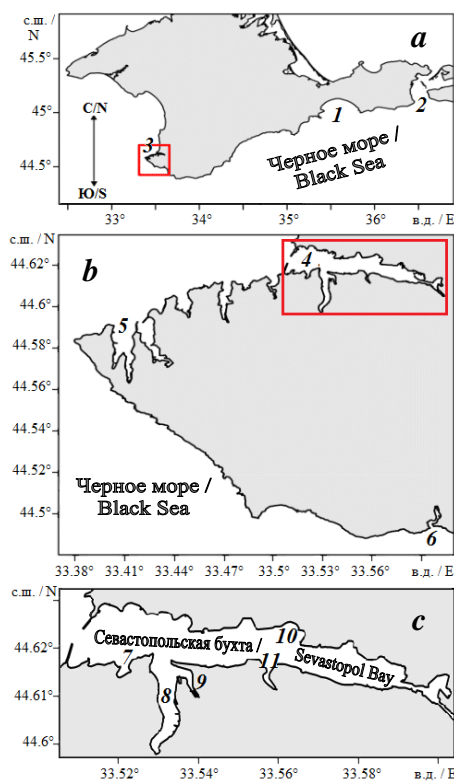 с.ш. /
N
a
45.5°
45°
44.5°
С/N
Ю/S
1
2
3
Черное море /
Black Sea
33°
34°
35°
36°
в.д. / E
с.ш. / N
b
4
44.62°
44.6°
5
44.58°
44.56°
44.54°
44.52°
44.5°
Черное море /
Black Sea
6
33.38°
33.41°
33.44°
33.47°
33.5°
33.53°
33.56°
в.д. / E
с.ш. / N
c
44.62°
44.61°
44.6°
Севастопольская бухта /
Sevastopol Bay
10
7
11
8
9
33.52°
33.54°
33.56°
33.58°
в.д. / E